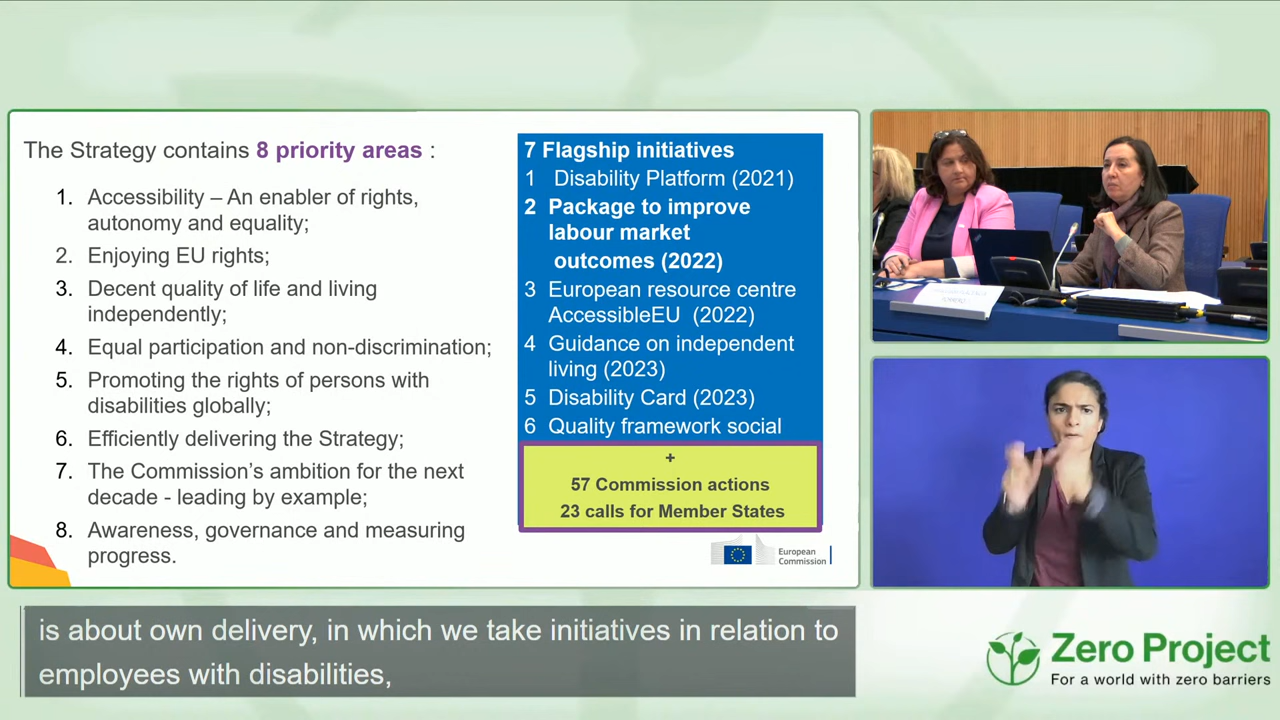 The Strategy contains 8 priority areas :
1. Accessibility – An enabler of rights,
autonomy and equality;
2. Enjoying EU rights;
3. Decent quality of life and living
independently;
4. Equal participation and non-discrimination;
5. Promoting the rights of persons with
disabilities globally;
6. Efficiently delivering the Strategy;
7. The Commission's ambition for the next
decade - leading by example;
8. Awareness, governance and measuring
progress.
7 Flagship initiatives
1 Disability Platform (2021)
2 Package to improve
labour market
outcomes (2022)
3 European resource centre
AccessibleEU (2022)
4 Guidance on independent
living (2023)
5 Disability Card (2023)
6 Quality framework social
+
57 Commission actions
23 calls for Member States
European
Commission
is about own delivery, in which we take initiatives in relation to
employees with disabilities,
Zero Project
For a world with zero barriers